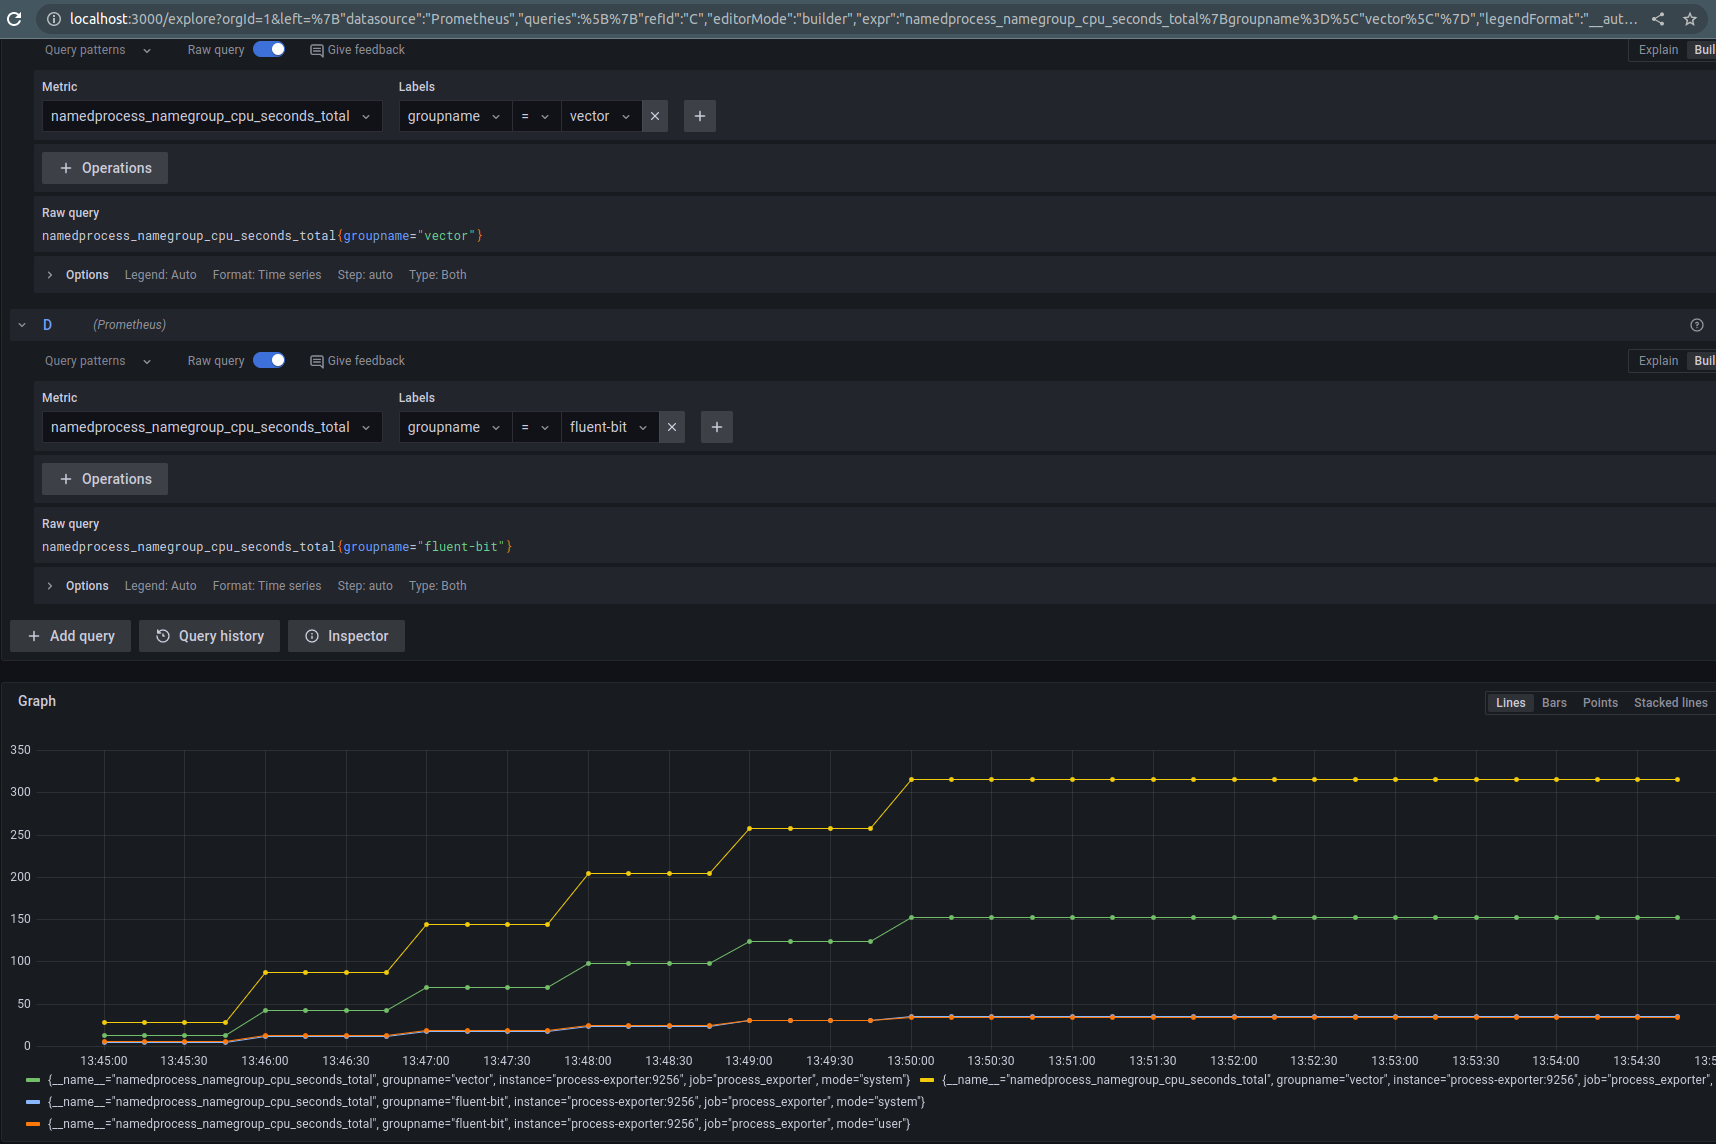 localhost:3000/explore?orgId=1&left=%7B"datasource":"Prometheus","queries":%5B%7B"refId":"C","editorMode":"builder","expr":"namedprocess_namegroup_cpu_seconds_total%7Bgroupname%3D%5C"vector%5C"%7D","legendFormat":"__aut...
Query patterns Raw query Give feedback Explain Buil
Metric Labels
namedprocess_namegroup_cpu_seconds_total groupname = vector × +
+ Operations
Raw query
namedprocess_namegroup_cpu_seconds_total{groupname="vector"}
Options Legend: Auto Format: Time series Step: auto Type: Both
D (Prometheus)
Query patterns Raw query Give feedback Explain Buil
Metric Labels
namedprocess_namegroup_cpu_seconds_total groupname = fluent-bit × +
+ Operations
Raw query
namedprocess_namegroup_cpu_seconds_total{groupname="fluent-bit"}
Options Legend: Auto Format: Time series Step: auto Type: Both
+ Add query Query history Inspector
Graph Lines Bars Points Stacked lines
350
300
250
200
150
100
50
0
13:45:00 13:45:30 13:46:00 13:46:30 13:47:00 13:47:30 13:48:00 13:48:30 13:49:00 13:49:30 13:50:00 13:50:30 13:51:00 13:51:30 13:52:00 13:52:30 13:53:00 13:53:30 13:54:00 13:54:30 13:5
{__name__="namedprocess_namegroup_cpu_seconds_total", groupname="vector", instance="process-exporter:9256", job="process_exporter", mode="system"} {__name__="namedprocess_namegroup_cpu_seconds_total", groupname="vector", instance="process-exporter:9256", job="process_exporter",
{__name__="namedprocess_namegroup_cpu_seconds_total", groupname="fluent-bit", instance="process-exporter:9256", job="process_exporter", mode="system"}
{__name__="namedprocess_namegroup_cpu_seconds_total", groupname="fluent-bit", instance="process-exporter:9256", job="process_exporter", mode="user"}